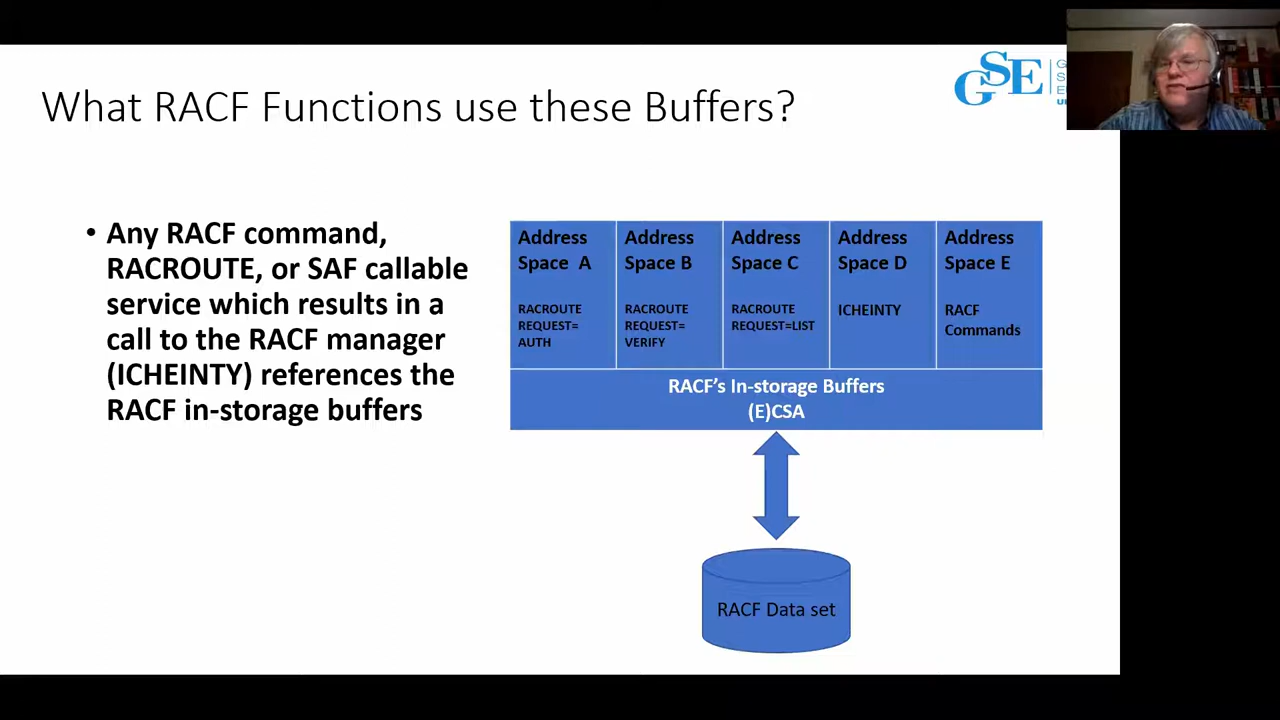 What RACF Functions use these Buffers?
GSE
G
S
E
U
• Any RACF command,
RACROUTE, or SAF callable
service which results in a
call to the RACF manager
(ICHEINTY) references the
RACF in-storage buffers
Address
Space A
RACROUTE
REQUEST=
AUTH
Address
Space B
RACROUTE
REQUEST=
VERIFY
Address
Space C
RACROUTE
REQUEST=LIST
Address
Space D
ICHEINTY
Address
Space E
RACF
Commands
RACF's In-storage Buffers
(E)CSA
RACF Data set